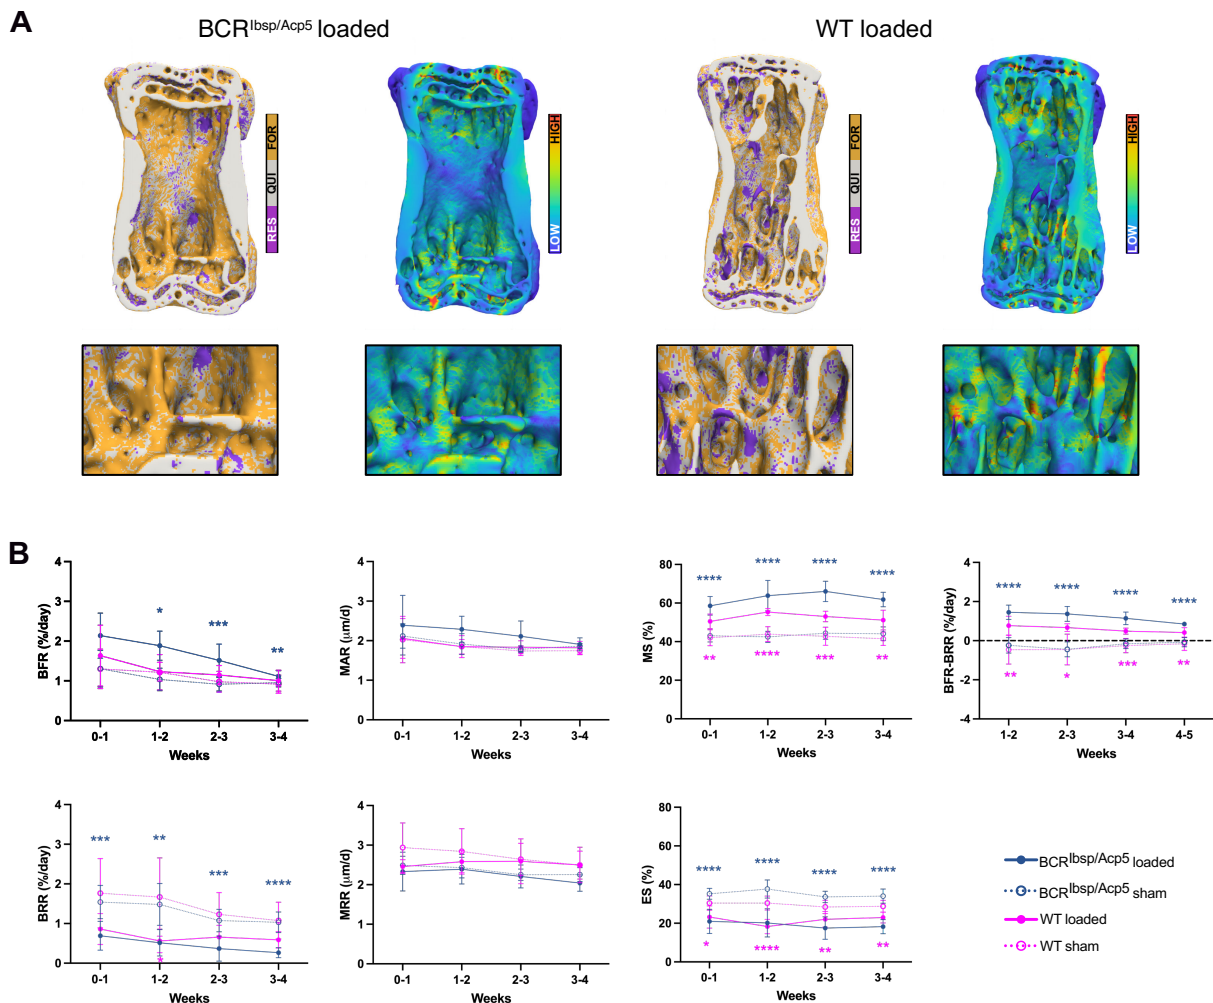 A
BCR^Ibsp/Acp5 loaded
WT loaded
FOR
QUI
RES
HIGH
LOW
FOR
QUI
RES
HIGH
LOW
B
BFR (%/day)
4
3
2
1
0
* *** **
0-1 1-2 2-3 3-4
Weeks
MAR (μm/d)
4
3
2
1
0
0-1 1-2 2-3 3-4
Weeks
MS (%)
80
60
40
20
0
**** **** **** ****
** **** *** **
0-1 1-2 2-3 3-4
Weeks
BFR-BRR (%/day)
4
2
0
-2
-4
**** **** **** ****
** * *** **
1-2 2-3 3-4 4-5
Weeks
BRR (%/day)
4
3
2
1
0
*** ** *** ****
*
0-1 1-2 2-3 3-4
Weeks
MRR (μm/d)
4
3
2
1
0
0-1 1-2 2-3 3-4
Weeks
ES (%)
80
60
40
20
0
**** **** **** ****
* **** ** **
0-1 1-2 2-3 3-4
Weeks
BCR^Ibsp/Acp5 loaded
BCR^Ibsp/Acp5 sham
WT loaded
WT sham